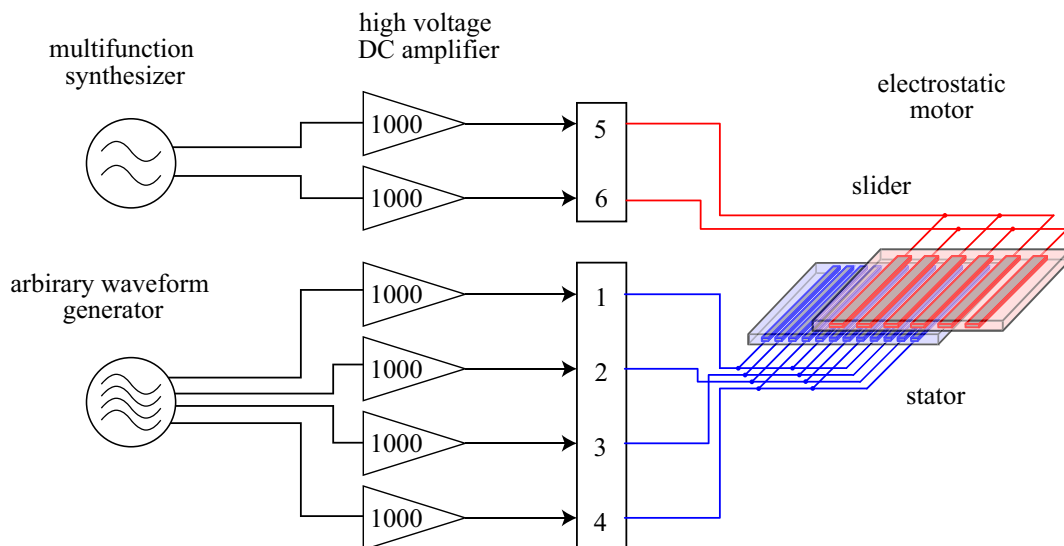 high voltage
DC amplifier
multifunction
synthesizer
electrostatic
motor
1000
5
1000
6
slider
arbirary waveform
generator
1000
1
1000
2
1000
3
1000
4
stator